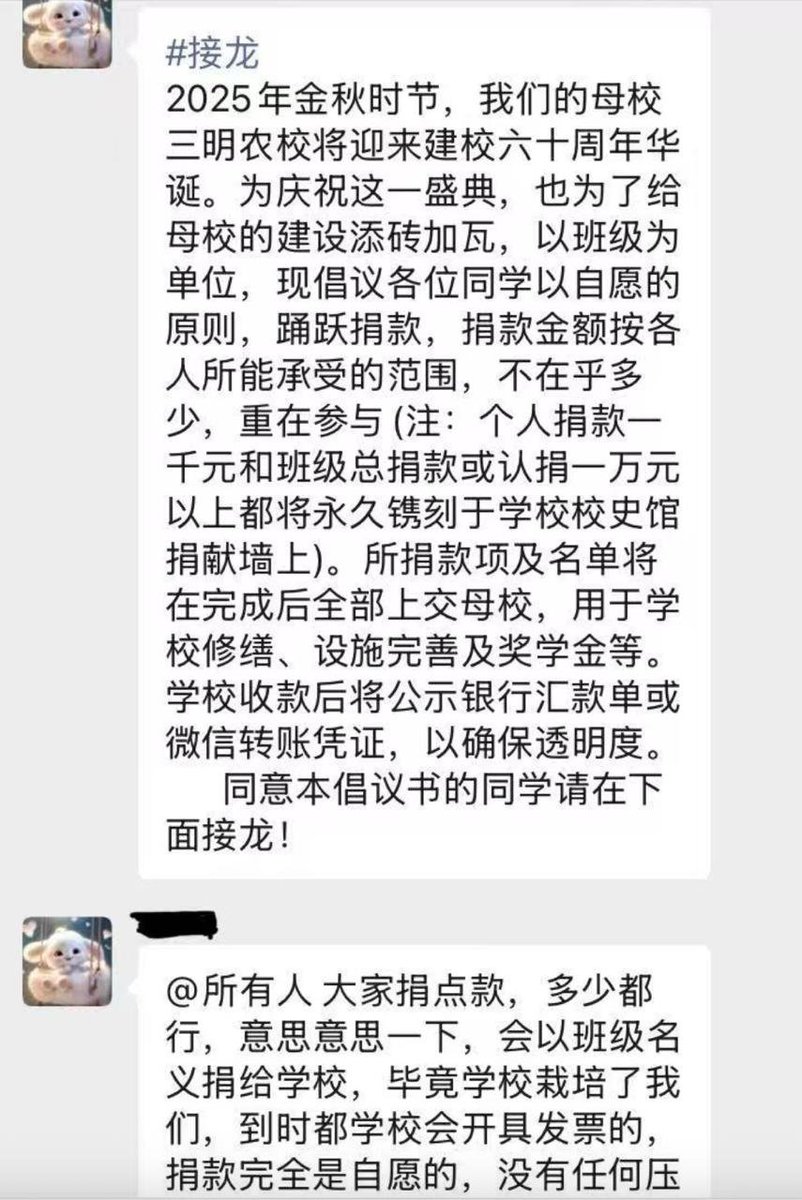 #接龙
2025年金秋时节，我们的母校
三明农校将迎来建校六十周年华
诞。为庆祝这一盛典，也为了给
母校的建设添砖加瓦，以班级为
单位，现倡议各位同学以自愿的
原则，踊跃捐款，捐款金额按各
人所能承受的范围，不在乎多
少，重在参与(注：个人捐款一
千元和班级总捐款或认捐一万元
以上都将永久镌刻于学校校史馆
捐献墙上)。所捐款项及名单将
在完成后全部上交母校，用于学
校修缮、设施完善及奖学金等。
学校收款后将公示银行汇款单或
微信转账凭证，以确保透明度。
同意本倡议书的同学请在下
面接龙！
@所有人 大家捐点款，多少都
行，意思意思一下，会以班级名
义捐给学校，毕竟学校栽培了我
们，到时都学校会开具发票的，
捐款完全是自愿的，没有任何压